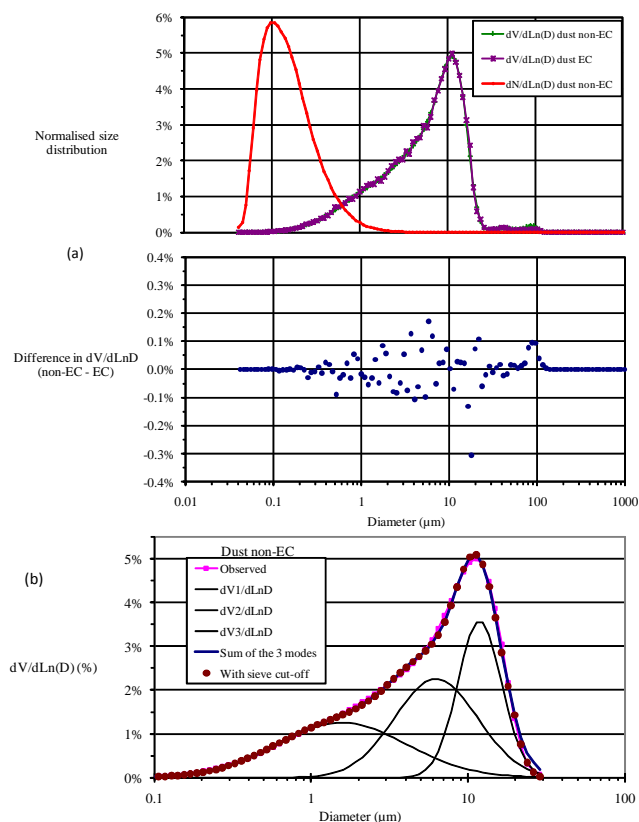 6%
5%
4%
3%
2%
1%
0%
Normalised size
distribution
dV/dLn(D) dust non-EC
dV/dLn(D) dust EC
dN/dLn(D) dust non-EC
(a)
0.4%
0.3%
0.2%
0.1%
0.0%
-0.1%
-0.2%
-0.3%
-0.4%
Difference in dV/dLnD
(non-EC - EC)
0.01 0.1 1 10 100 1000
Diameter (µm)
(b)
5%
4%
3%
2%
1%
0%
dV/dLn(D) (%)
Dust non-EC
Observed
dV1/dLnD
dV2/dLnD
dV3/dLnD
Sum of the 3 modes
With sieve cut-off
0.1 1 10 100
Diameter (µm)